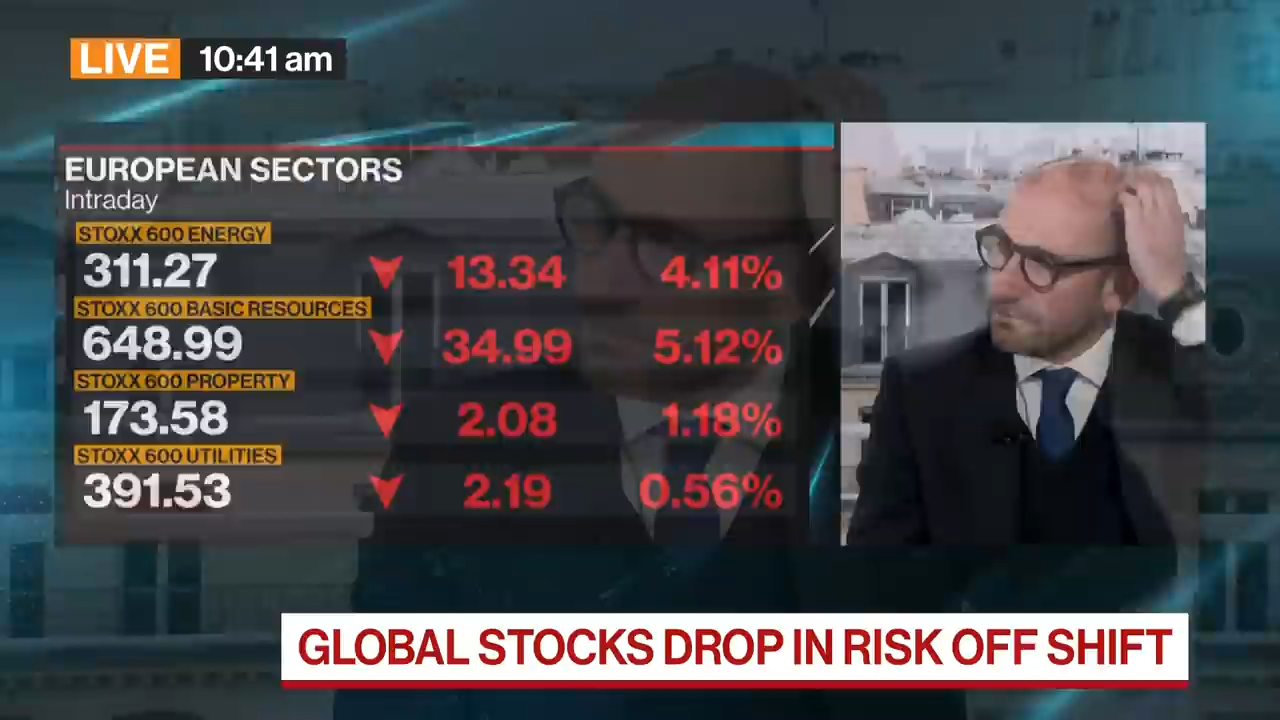 LIVE 10:41 am
EUROPEAN SECTORS
Intraday
STOXX 600 ENERGY
311.27 13.34 4.11%
STOXX 600 BASIC RESOURCES
648.99 34.99 5.12%
STOXX 600 PROPERTY
173.58 2.08 1.18%
STOXX 600 UTILITIES
391.53 2.19 0.56%
GLOBAL STOCKS DROP IN RISK OFF SHIFT